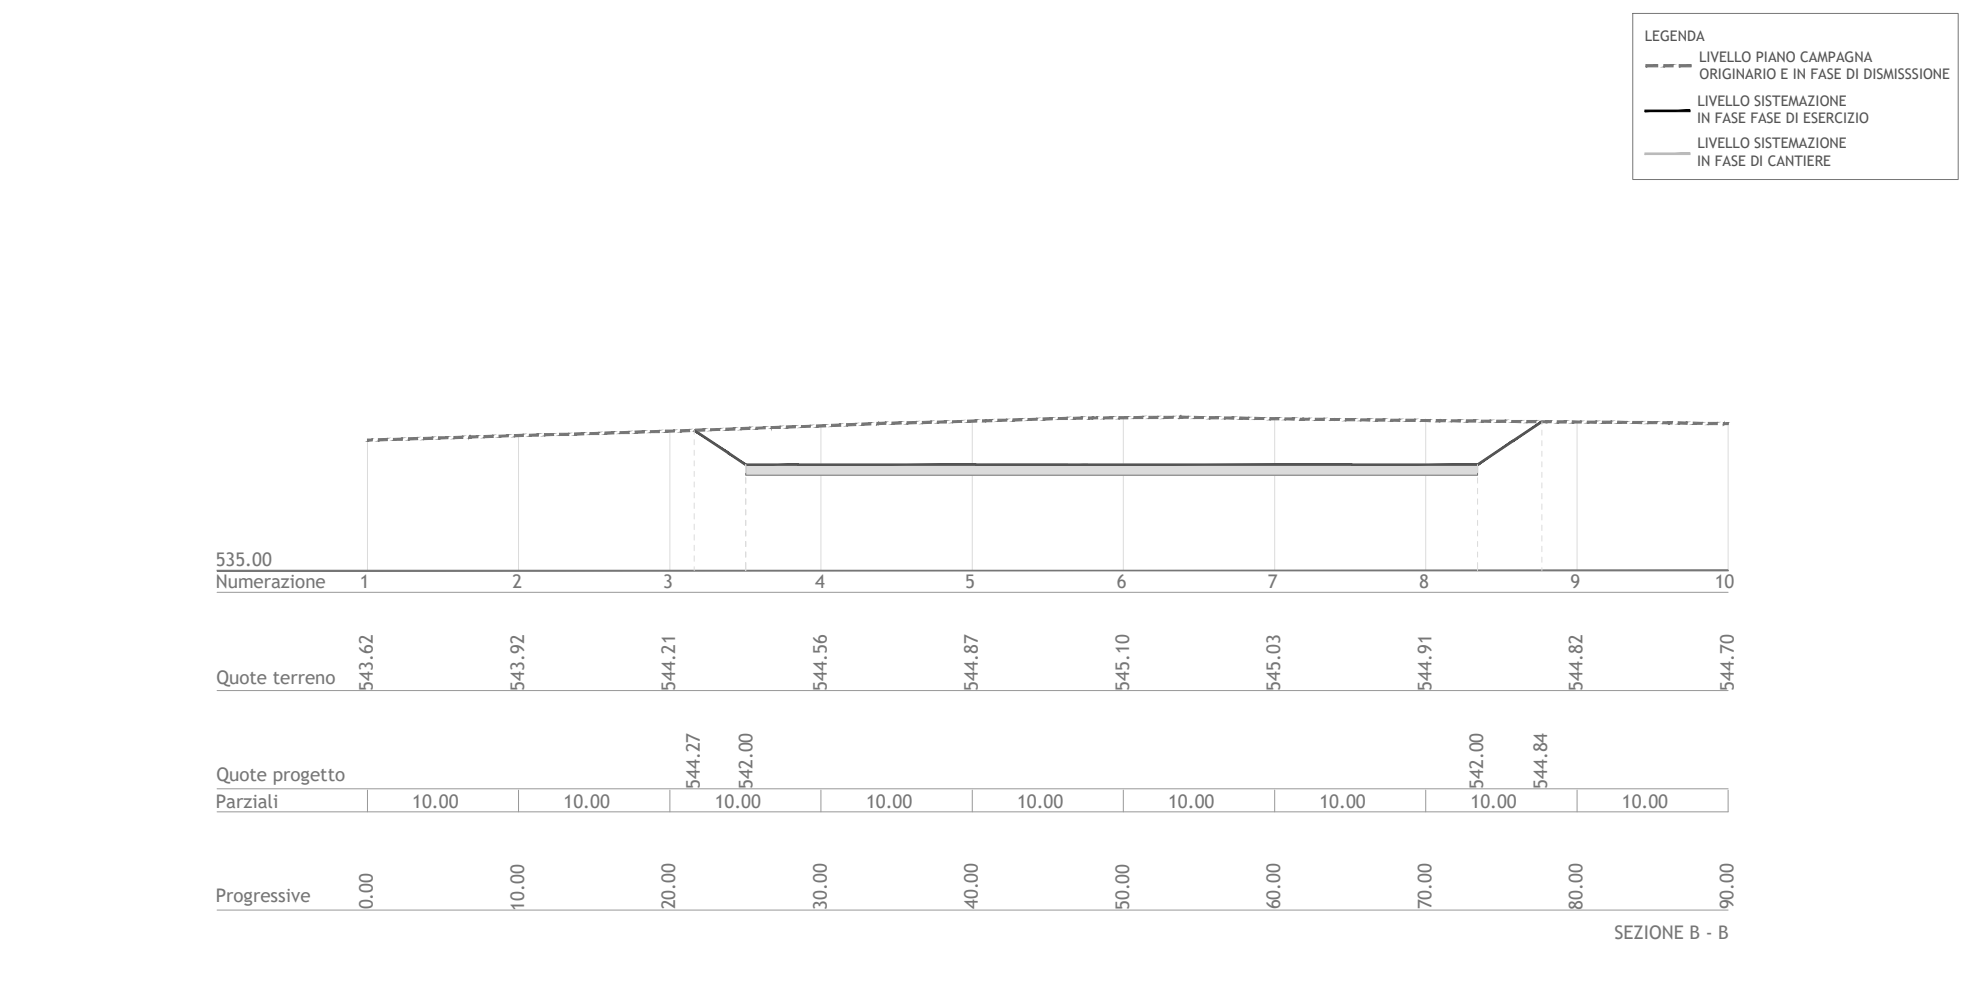 LEGENDA
LIVELLO PIANO CAMPAGNA
ORIGINARIO E IN FASE DI DISMISSSIONE
LIVELLO SISTEMAZIONE
IN FASE FASE DI ESERCIZIO
LIVELLO SISTEMAZIONE
IN FASE DI CANTIERE
535.00
Numerazione 1 2 3 4 5 6 7 8 9 10
Quote terreno 543.62 543.92 544.21 544.56 544.87 545.10 545.03 544.91 544.82 544.70
Quote progetto 544.27 542.00 542.00 544.84
Parziali 10.00 10.00 10.00 10.00 10.00 10.00 10.00 10.00 10.00
Progressive 0.00 10.00 20.00 30.00 40.00 50.00 60.00 70.00 80.00 90.00
SEZIONE B - B